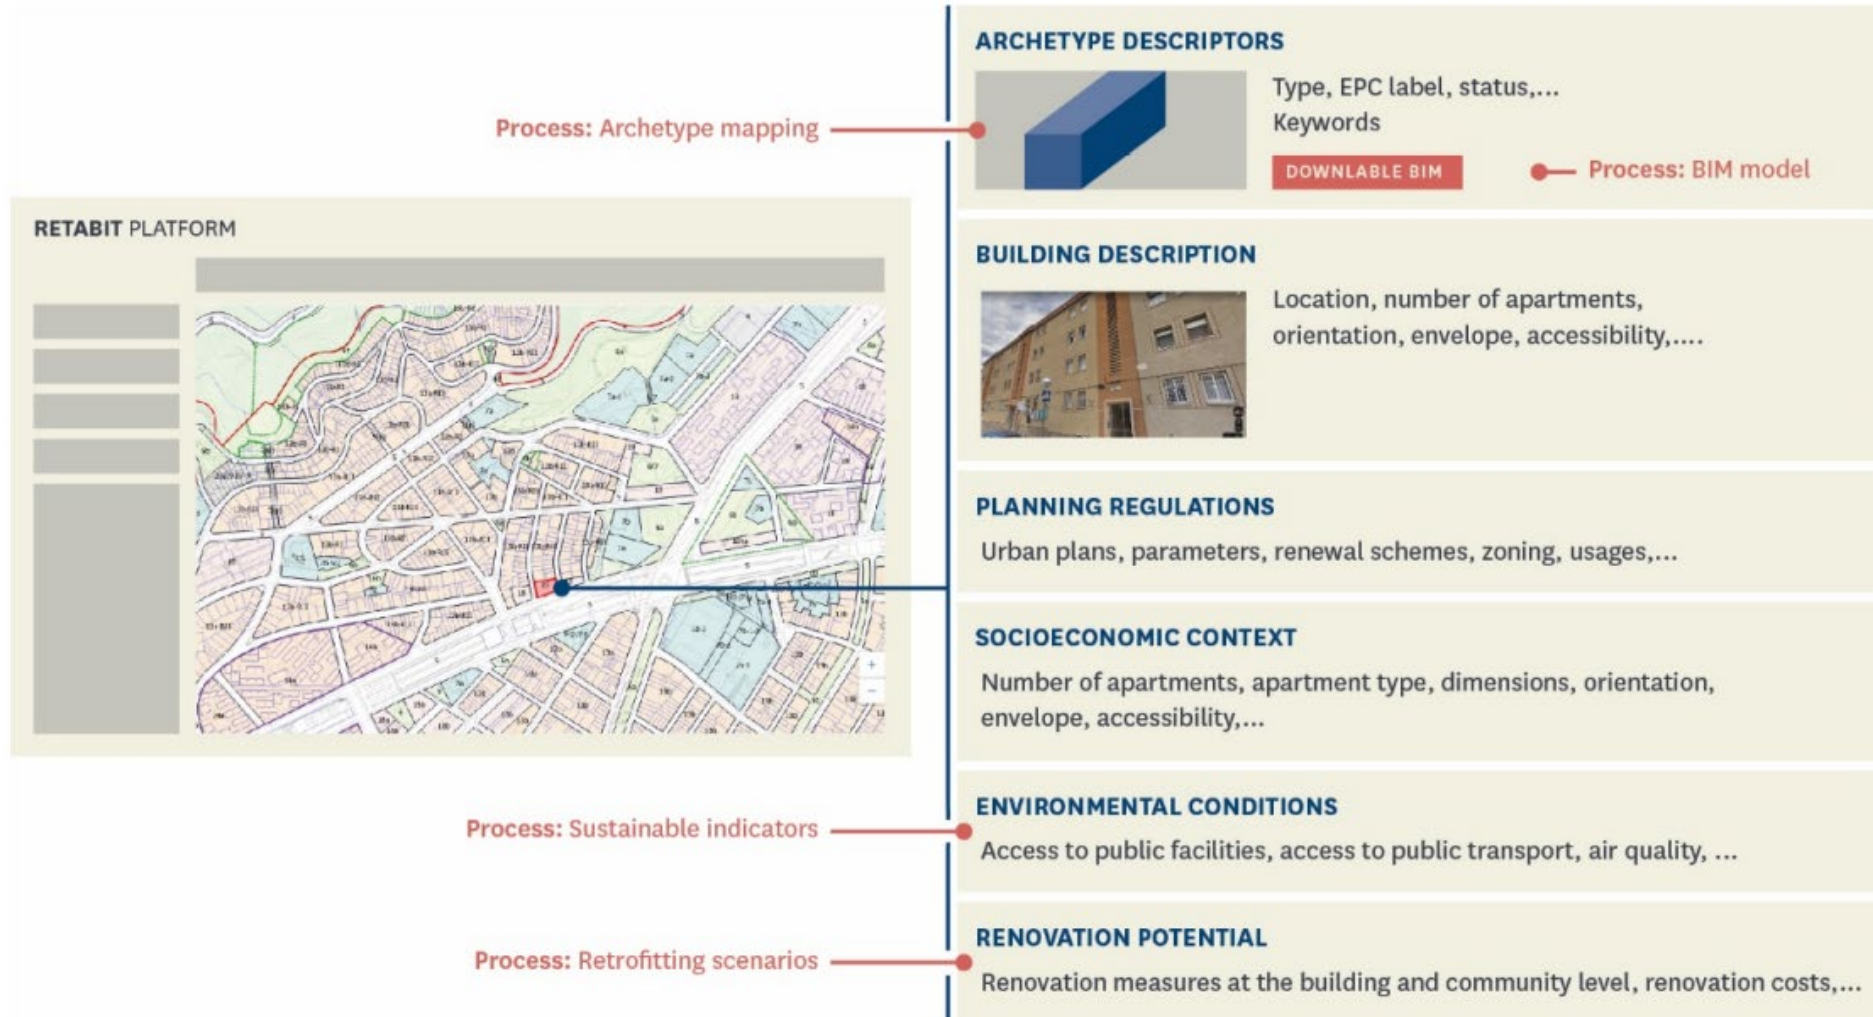 ARCHETYPE DESCRIPTORS
Type, EPC label, status,...
Keywords
DOWNLABLE BIM
Process: BIM model
Process: Archetype mapping
RETABIT PLATFORM
BUILDING DESCRIPTION
Location, number of apartments,
orientation, envelope, accessibility,....
PLANNING REGULATIONS
Urban plans, parameters, renewal schemes, zoning, usages,...
SOCIOECONOMIC CONTEXT
Number of apartments, apartment type, dimensions, orientation,
envelope, accessibility,...
Process: Sustainable indicators
ENVIRONMENTAL CONDITIONS
Access to public facilities, access to public transport, air quality, ...
Process: Retrofitting scenarios
RENOVATION POTENTIAL
Renovation measures at the building and community level, renovation costs,...